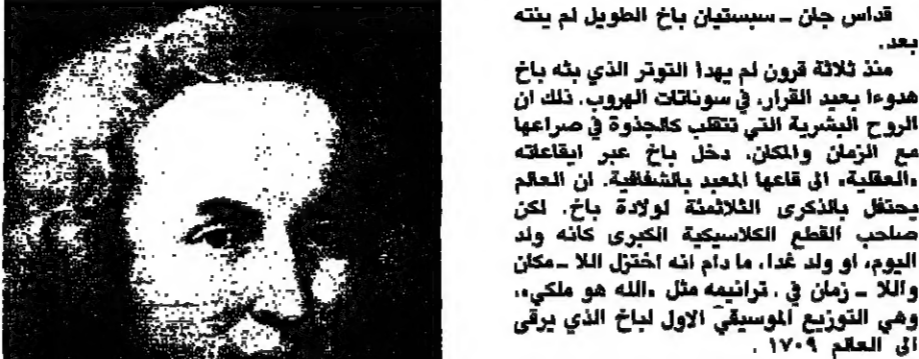 قداس جان ـ سبستيان باخ الطويل لم ينته
بعد.
منذ ثلاثة قرون لم يهدأ التوتر الذي بثه باخ
هدوءا بعيد القرار، في سوناتات الهروب. ذلك ان
الروح البشرية التي تتقلب كالجذوة في صراعها
مع الزمان والمكان، دخل باخ عبر ايقاعاته
«العقلية» الى قاعها المعبد بالشفافية. ان العالم
يحتفل بالذكرى الثلاثمئة لولادة باخ. لكن
صاحب القطع الكلاسيكية الكبرى كانه ولد
اليوم، او ولد غدا، ما دام انه اختزل اللا ـ مكان
واللا ـ زمان في . ترانيمه مثل «الله هو ملكي»،
وهي التوزيع الموسيقي الاول لباخ الذي يرقى
الى العالم ١٧٠٩ .